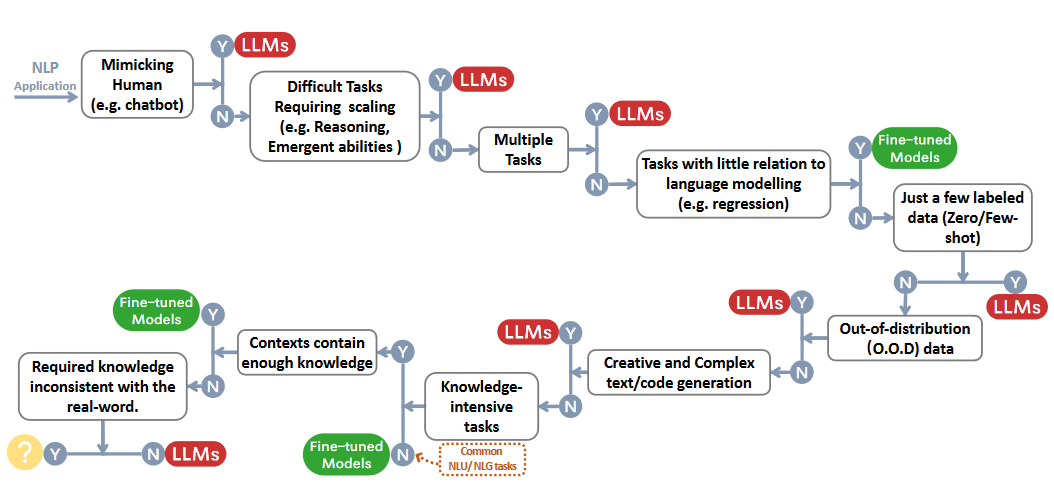 NLP
Application
Mimicking
Human
(e.g. chatbot)
Y
LLMs
N
Difficult Tasks
Requiring scaling
(e.g. Reasoning,
Emergent abilities )
Y
LLMs
N
Multiple
Tasks
Y
LLMs
N
Tasks with little relation to
language modelling
(e.g. regression)
Y
Fine-tuned
Models
N
Just a few labeled
data (Zero/Few-
shot)
N
Y
LLMs
Out-of-distribution
(O.O.D) data
LLMs
Y
N
Creative and Complex
text/code generation
LLMs
Y
N
Knowledge-
intensive
tasks
Y
N
Fine-tuned
Models
Common
NLU/ NLG tasks
Contexts contain
enough knowledge
Fine-tuned
Models
Y
N
Required knowledge
inconsistent with the
real-word.
?
Y
N
LLMs